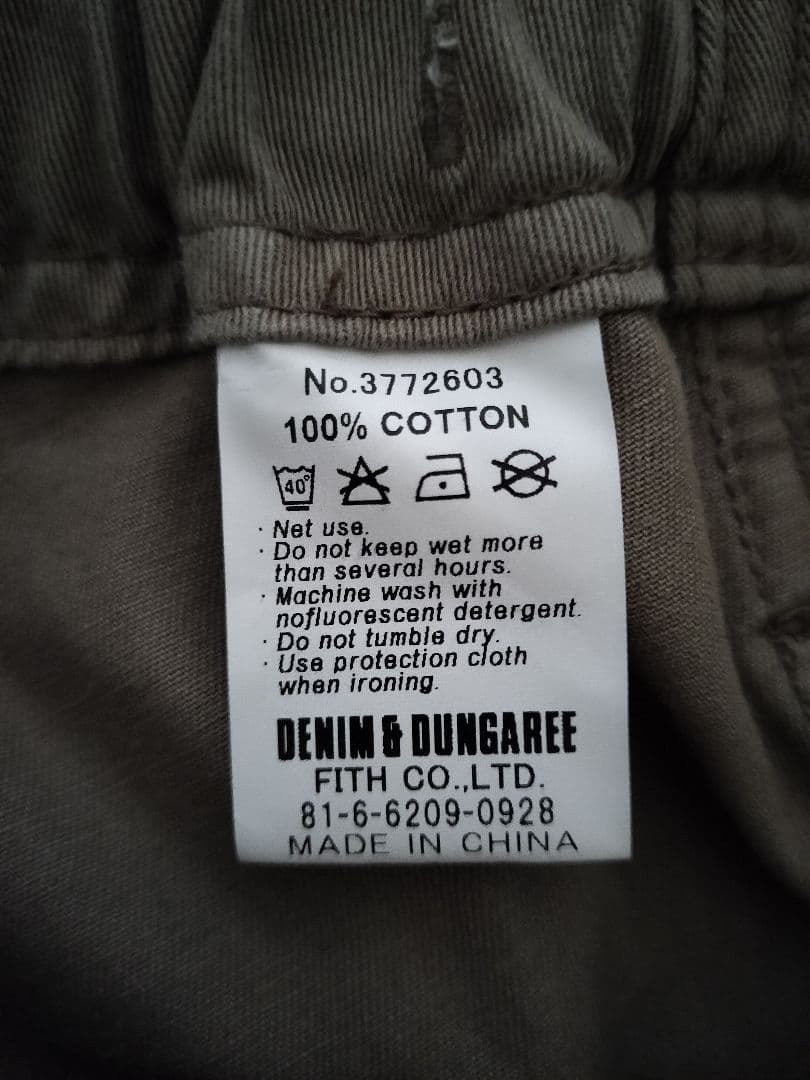 No.3772603
100% COTTON
40°
· Net use.
· Do not keep wet more
than several hours.
· Machine wash with
nofluorescent detergent.
· Do not tumble dry.
· Use protection cloth
when ironing.
DENIM & DUNGAREE
FITH CO.,LTD.
81-6-6209-0928
MADE IN CHINA